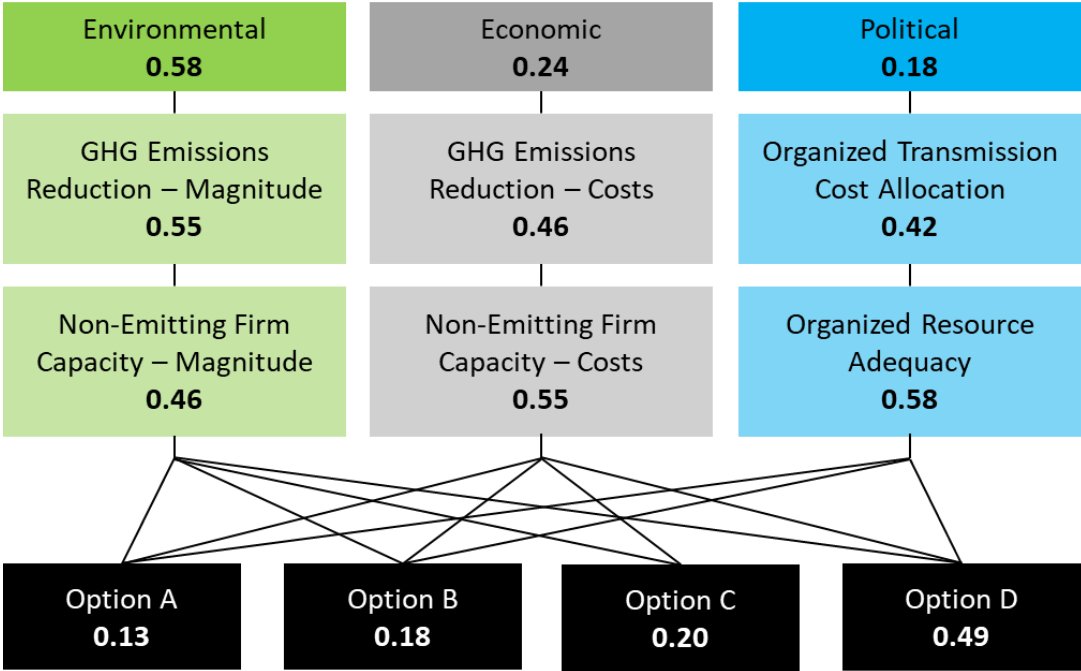 Environmental
0.58
Economic
0.24
Political
0.18
GHG Emissions
Reduction – Magnitude
0.55
GHG Emissions
Reduction – Costs
0.46
Organized Transmission
Cost Allocation
0.42
Non-Emitting Firm
Capacity – Magnitude
0.46
Non-Emitting Firm
Capacity – Costs
0.55
Organized Resource
Adequacy
0.58
Option A
0.13
Option B
0.18
Option C
0.20
Option D
0.49